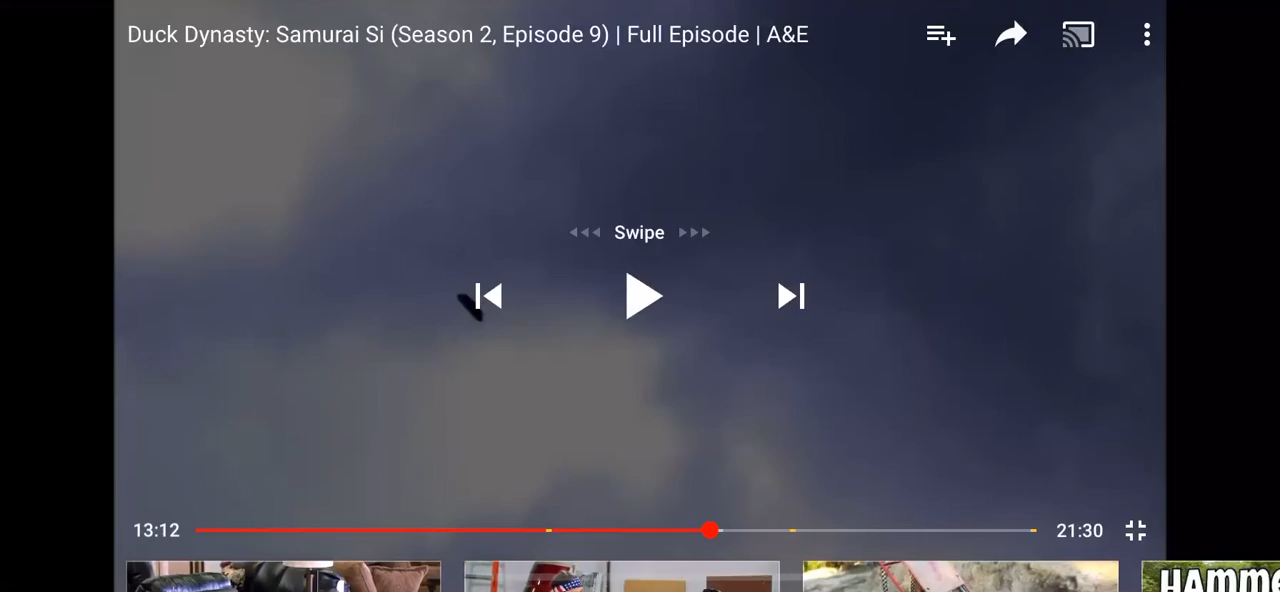 Duck Dynasty: Samurai Si (Season 2, Episode 9) | Full Episode | A&E
Swipe
13:12
21:30
HAMME